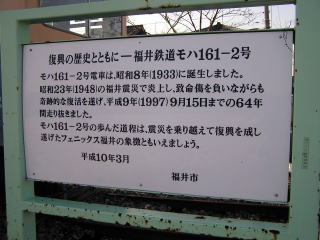 復興の歴史とともに—福井鉄道モハ161-2号
モハ161-2号電車は、昭和8年(1933)に誕生しました。
昭和23年(1948)の福井震災で炎上し、致命傷を負いながらも
奇跡的な復活を遂げ、平成9年(1997)9月15日までの64年
間走り抜きました。
モハ161-2号の歩んだ道程は、震災を乗り越えて復興を成し
遂げたフェニックス福井の象徴ともいえましょう。
平成10年3月
福井市